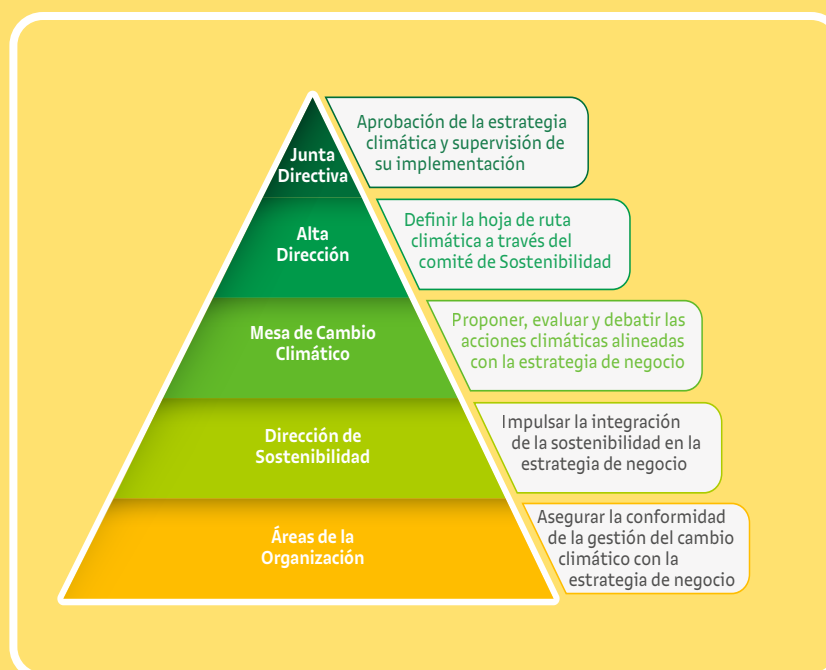 Junta
Directiva
Aprobación de la estrategia
climática y supervisión de
su implementación
Alta
Dirección
Definir la hoja de ruta
climática a través del
comité de Sostenibilidad
Mesa de Cambio
Climático
Proponer, evaluar y debatir las
acciones climáticas alineadas
con la estrategia de negocio
Dirección de
Sostenibilidad
Impulsar la integración
de la sostenibilidad en la
estrategia de negocio
Áreas de la
Organización
Asegurar la conformidad
de la gestión del cambio
climático con la
estrategia de negocio